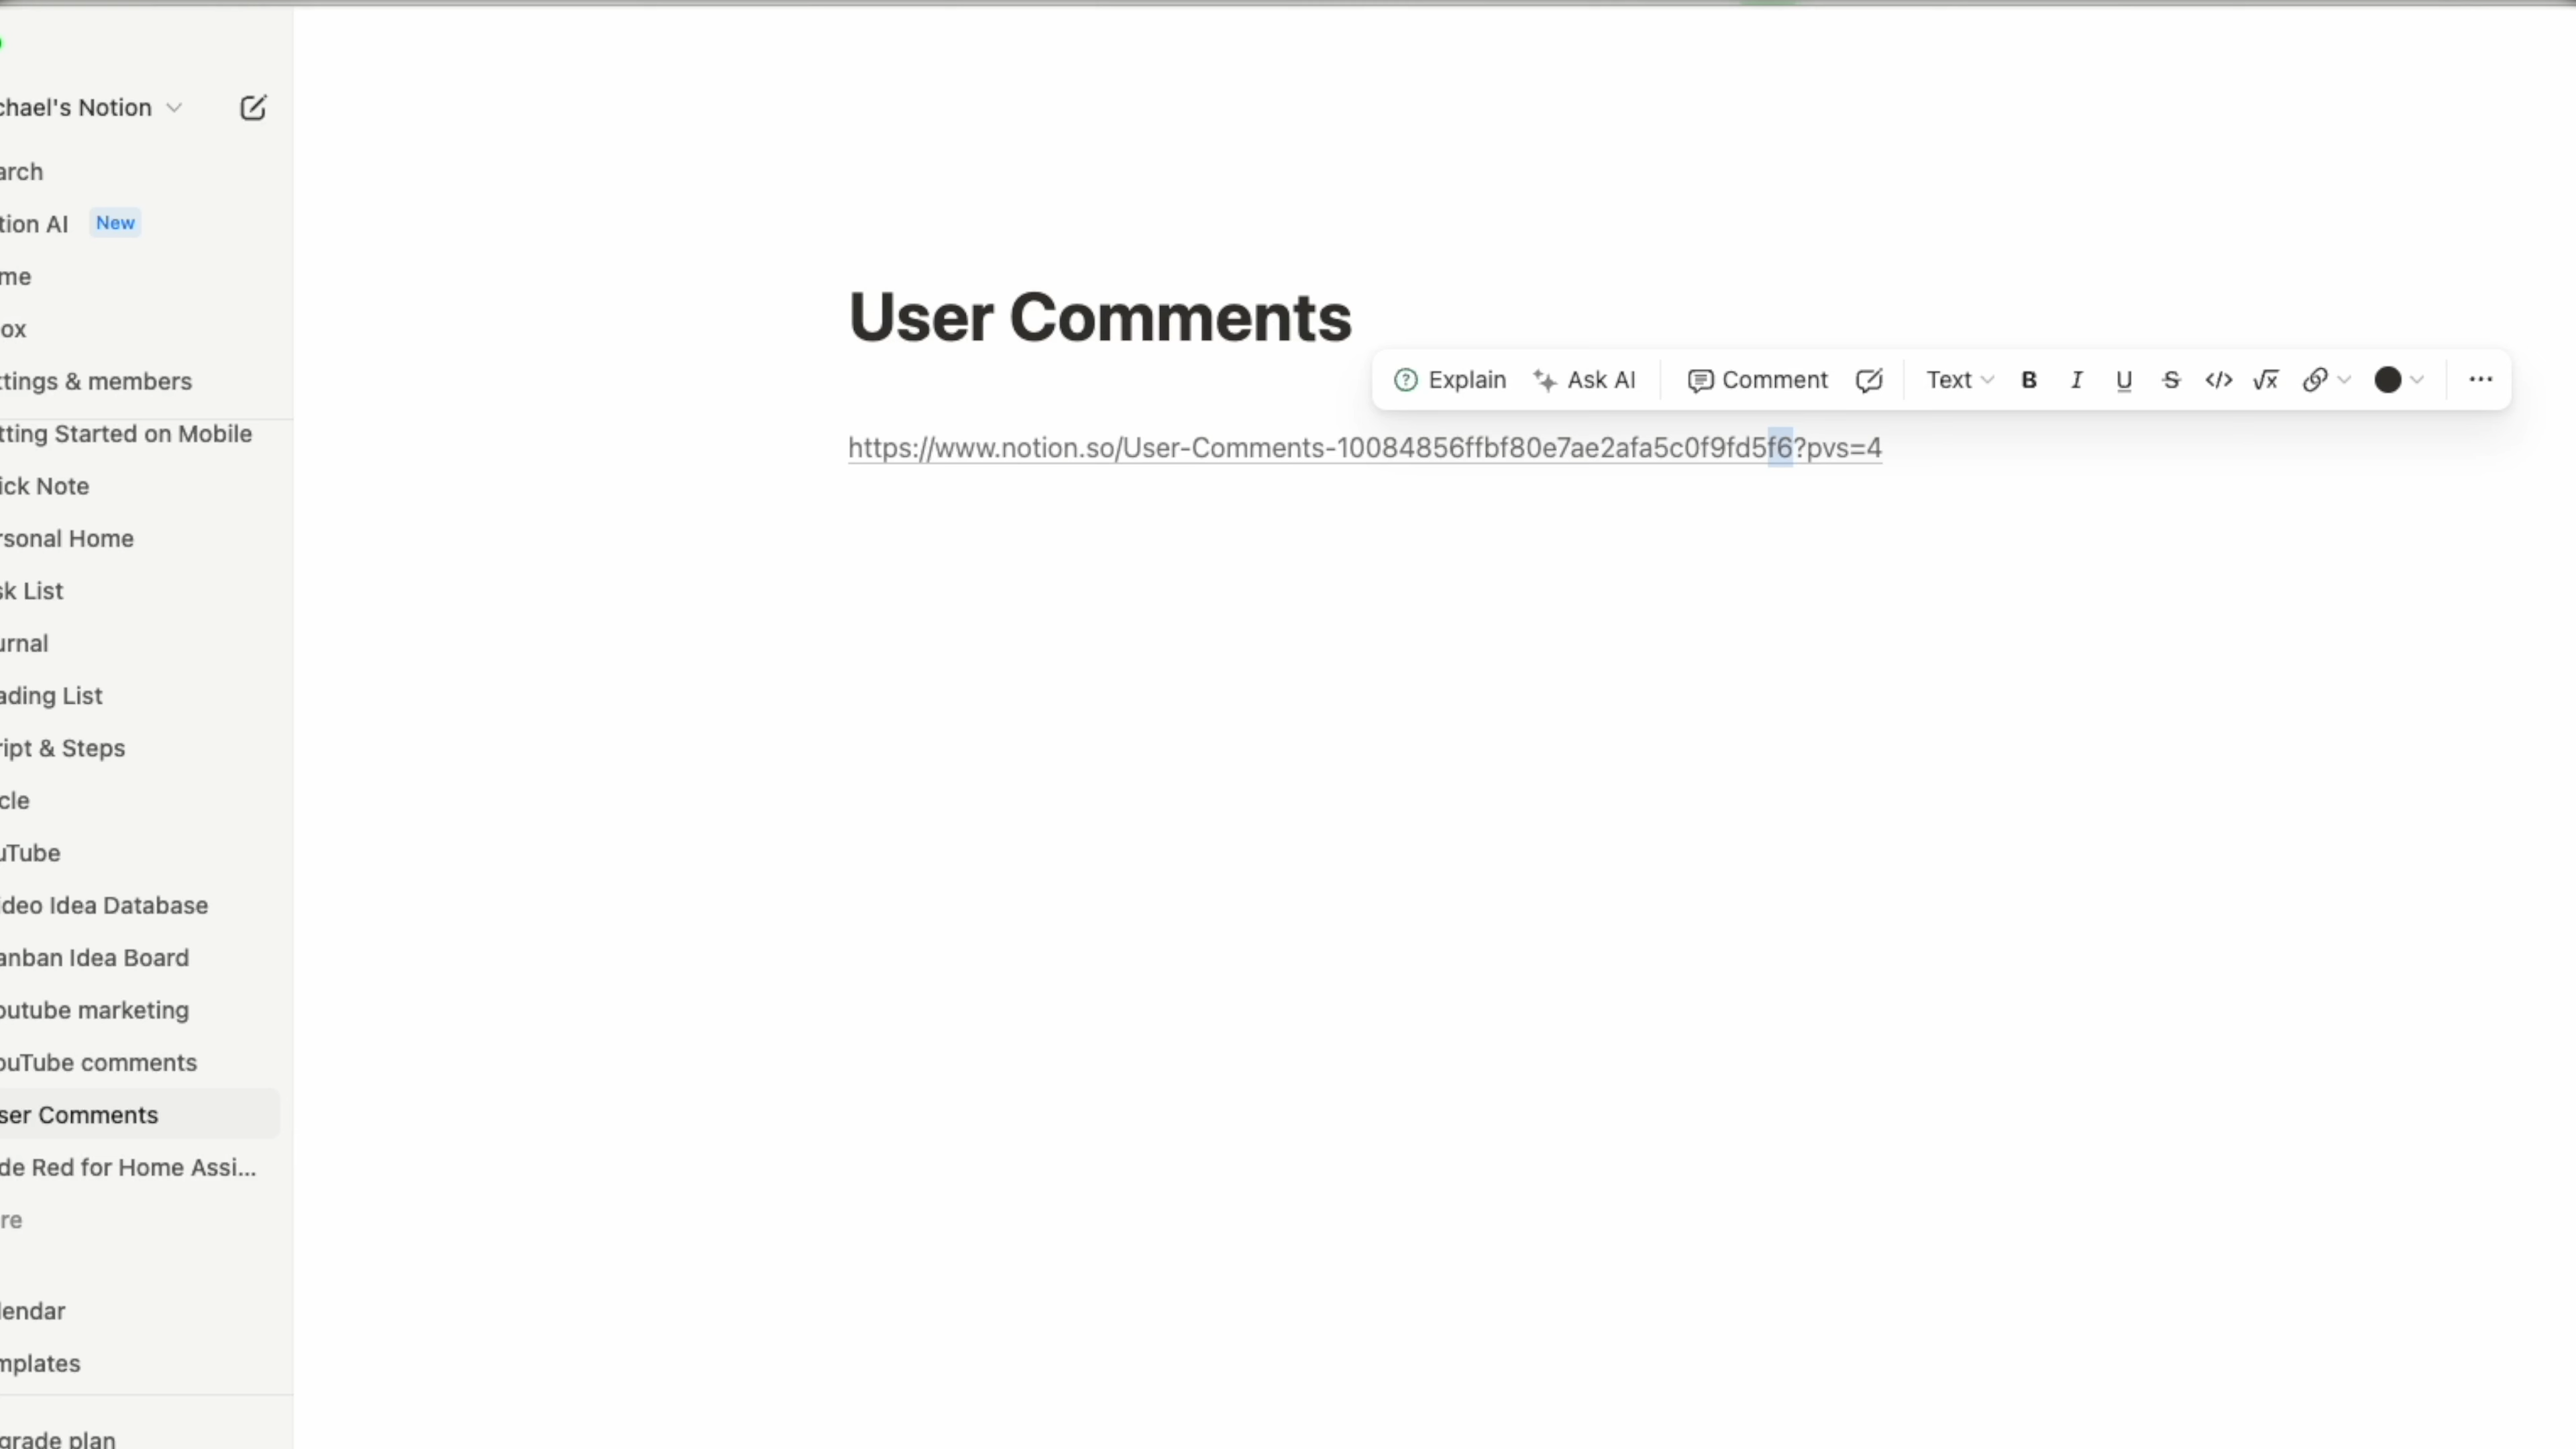 chael's Notion
arch
tion AI New
me
ox
ttings & members
tting Started on Mobile
ick Note
rsonal Home
sk List
urnal
ading List
ript & Steps
cle
uTube
ideo Idea Database
anban Idea Board
outube marketing
ouTube comments
ser Comments
de Red for Home Assi...
re
lendar
mplates
grade plan
User Comments
Explain Ask AI Comment Text B I U S </> √x
https://www.notion.so/User-Comments-10084856ffbf80e7ae2afa5c0f9fd5f6?pvs=4